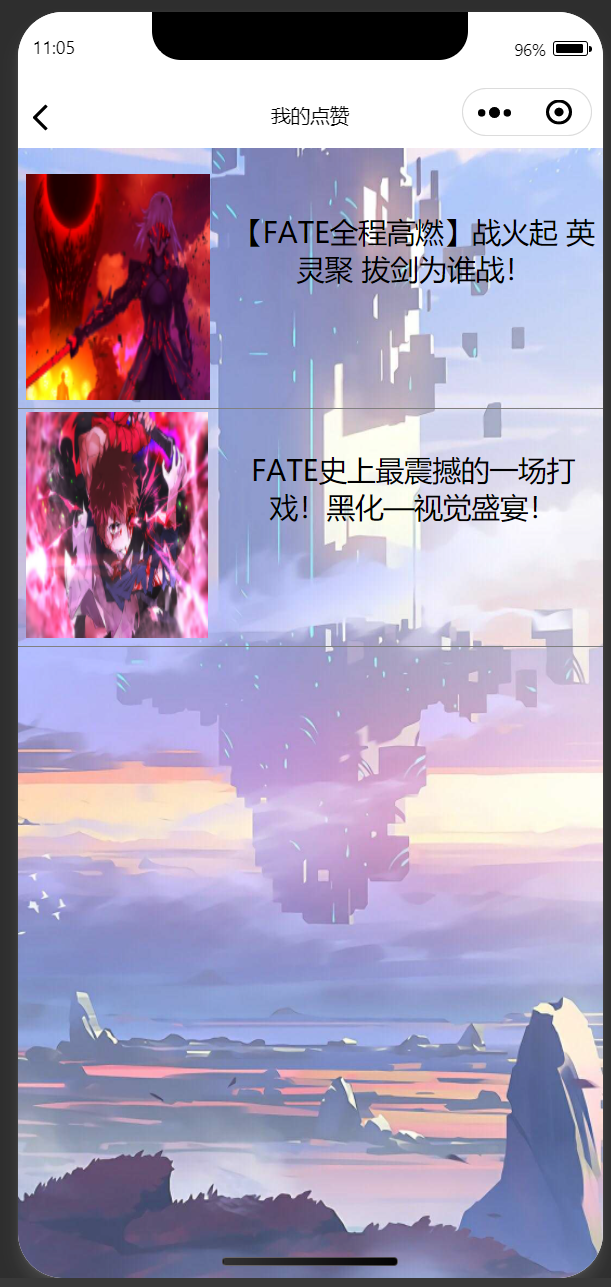 11:05
96%
我的点赞
【FATE全程高燃】战火起 英
灵聚 拔剑为谁战！
FATE史上最震撼的一场打
戏！黑化—视觉盛宴！